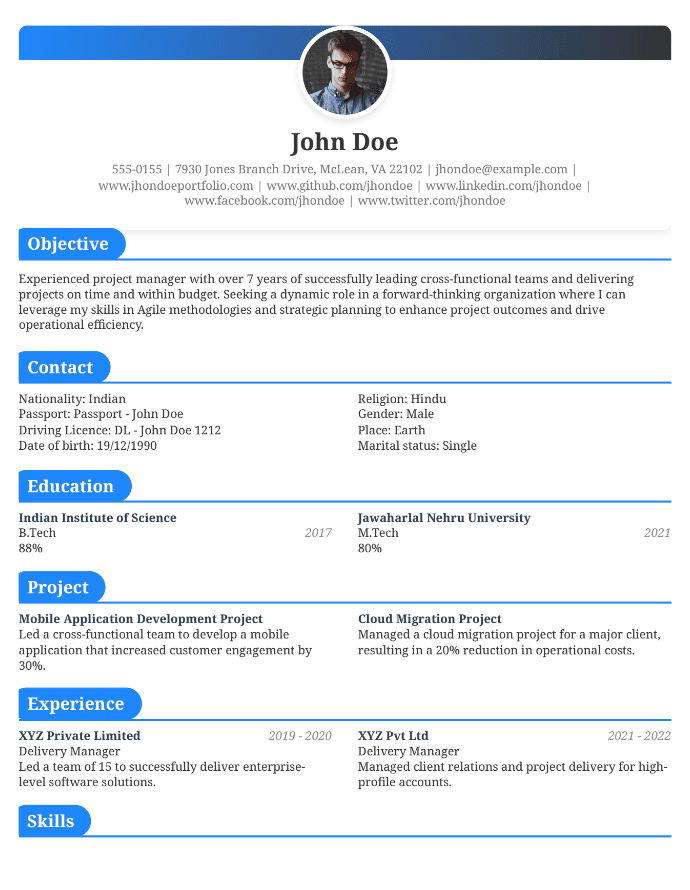 John Doe
555-0155 | 7930 Jones Branch Drive, McLean, VA 22102 | jhondoe@example.com |
www.jhondoeportfolio.com | www.github.com/jhondoe | www.linkedin.com/jhondoe |
www.facebook.com/jhondoe | www.twitter.com/jhondoe
Objective
Experienced project manager with over 7 years of successfully leading cross-functional teams and delivering
projects on time and within budget. Seeking a dynamic role in a forward-thinking organization where I can
leverage my skills in Agile methodologies and strategic planning to enhance project outcomes and drive
operational efficiency.
Contact
Nationality: Indian
Passport: Passport - John Doe
Driving Licence: DL - John Doe 1212
Date of birth: 19/12/1990
Religion: Hindu
Gender: Male
Place: Earth
Marital status: Single
Education
Indian Institute of Science
B.Tech 2017
88%
Jawaharlal Nehru University
M.Tech 2021
80%
Project
Mobile Application Development Project
Led a cross-functional team to develop a mobile
application that increased customer engagement by
30%.
Cloud Migration Project
Managed a cloud migration project for a major client,
resulting in a 20% reduction in operational costs.
Experience
XYZ Private Limited 2019 - 2020
Delivery Manager
Led a team of 15 to successfully deliver enterprise-
level software solutions.
XYZ Pvt Ltd 2021 - 2022
Delivery Manager
Managed client relations and project delivery for high-
profile accounts.
Skills